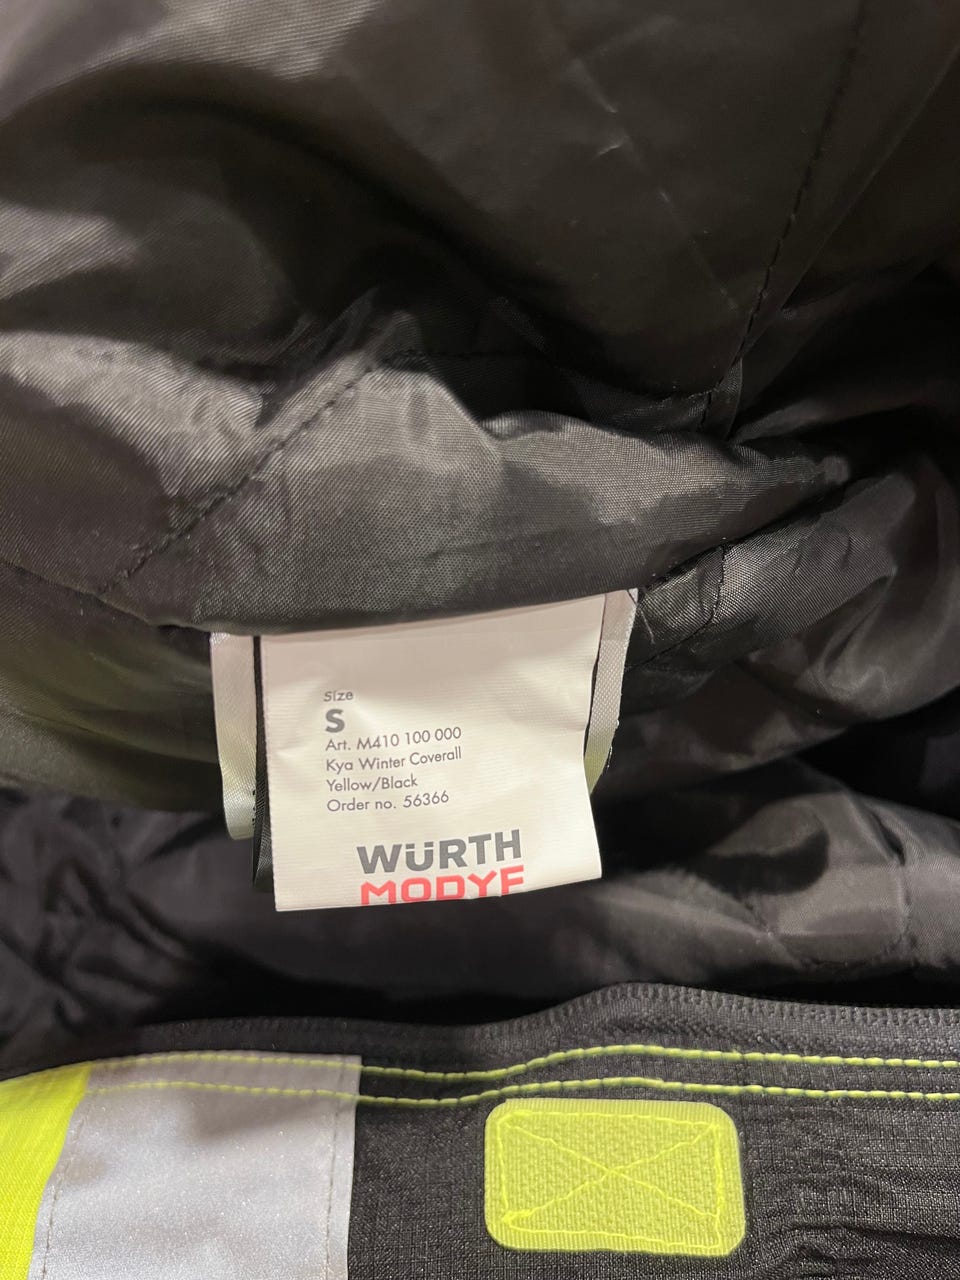 Size
S
Art. M410 100 000
Kya Winter Coverall
Yellow/Black
Order no. 56366
WÜRTH
MODYF